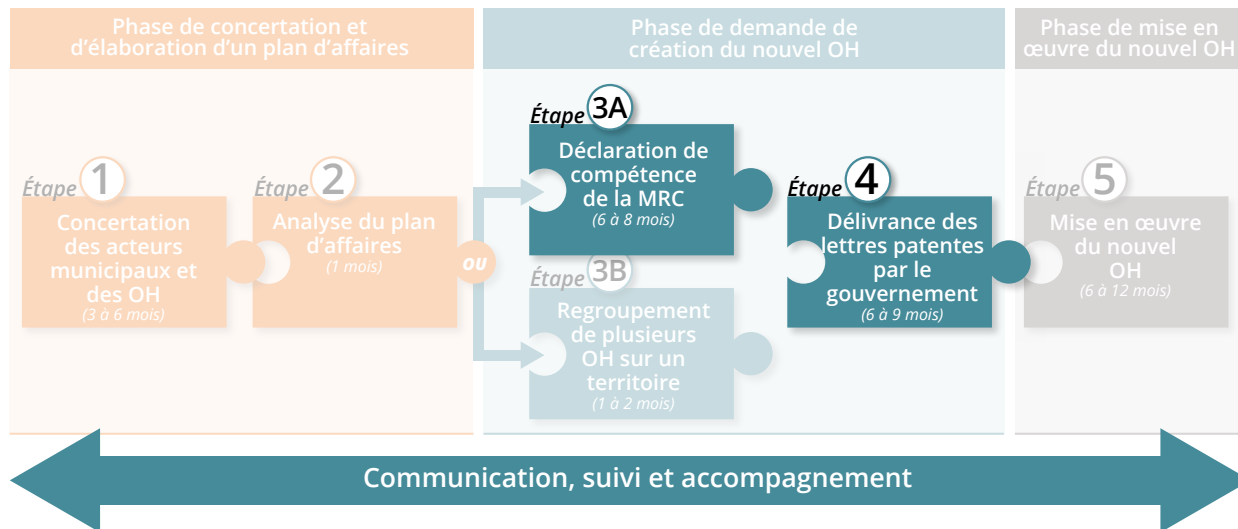 Phase de concertation et
d'élaboration d'un plan d'affaires
Phase de demande de
création du nouvel OH
Phase de mise en
œuvre du nouvel OH
Étape 1
Concertation
des acteurs
municipaux et
des OH
(3 à 6 mois)
Étape 2
Analyse du plan
d'affaires
(1 mois)
OU
Étape 3A
Déclaration de
compétence
de la MRC
(6 à 8 mois)
Étape 3B
Regroupement
de plusieurs
OH sur un
territoire
(1 à 2 mois)
Étape 4
Délivrance des
lettres patentes
par le
gouvernement
(6 à 9 mois)
Étape 5
Mise en œuvre
du nouvel
OH
(6 à 12 mois)
Communication, suivi et accompagnement